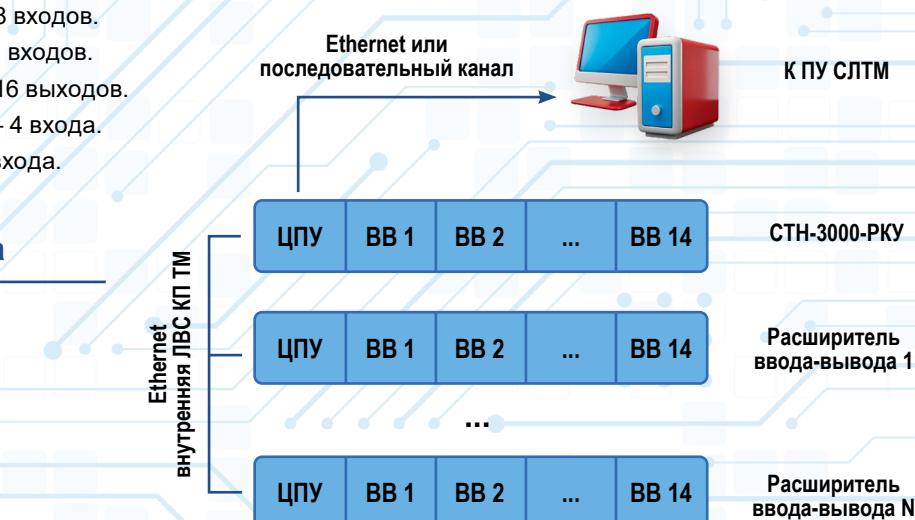 8 входов.
входов.
16 выходов.
- 4 входа.
входа.
а
Ethernet или
последовательный канал
К ПУ СЛТМ
Ethernet
внутренняя ЛВС КП ТМ
ЦПУ ВВ 1 ВВ 2 ... ВВ 14
СТН-3000-РКУ
ЦПУ ВВ 1 ВВ 2 ... ВВ 14
Расширитель
ввода-вывода 1
...
ЦПУ ВВ 1 ВВ 2 ... ВВ 14
Расширитель
ввода-вывода N